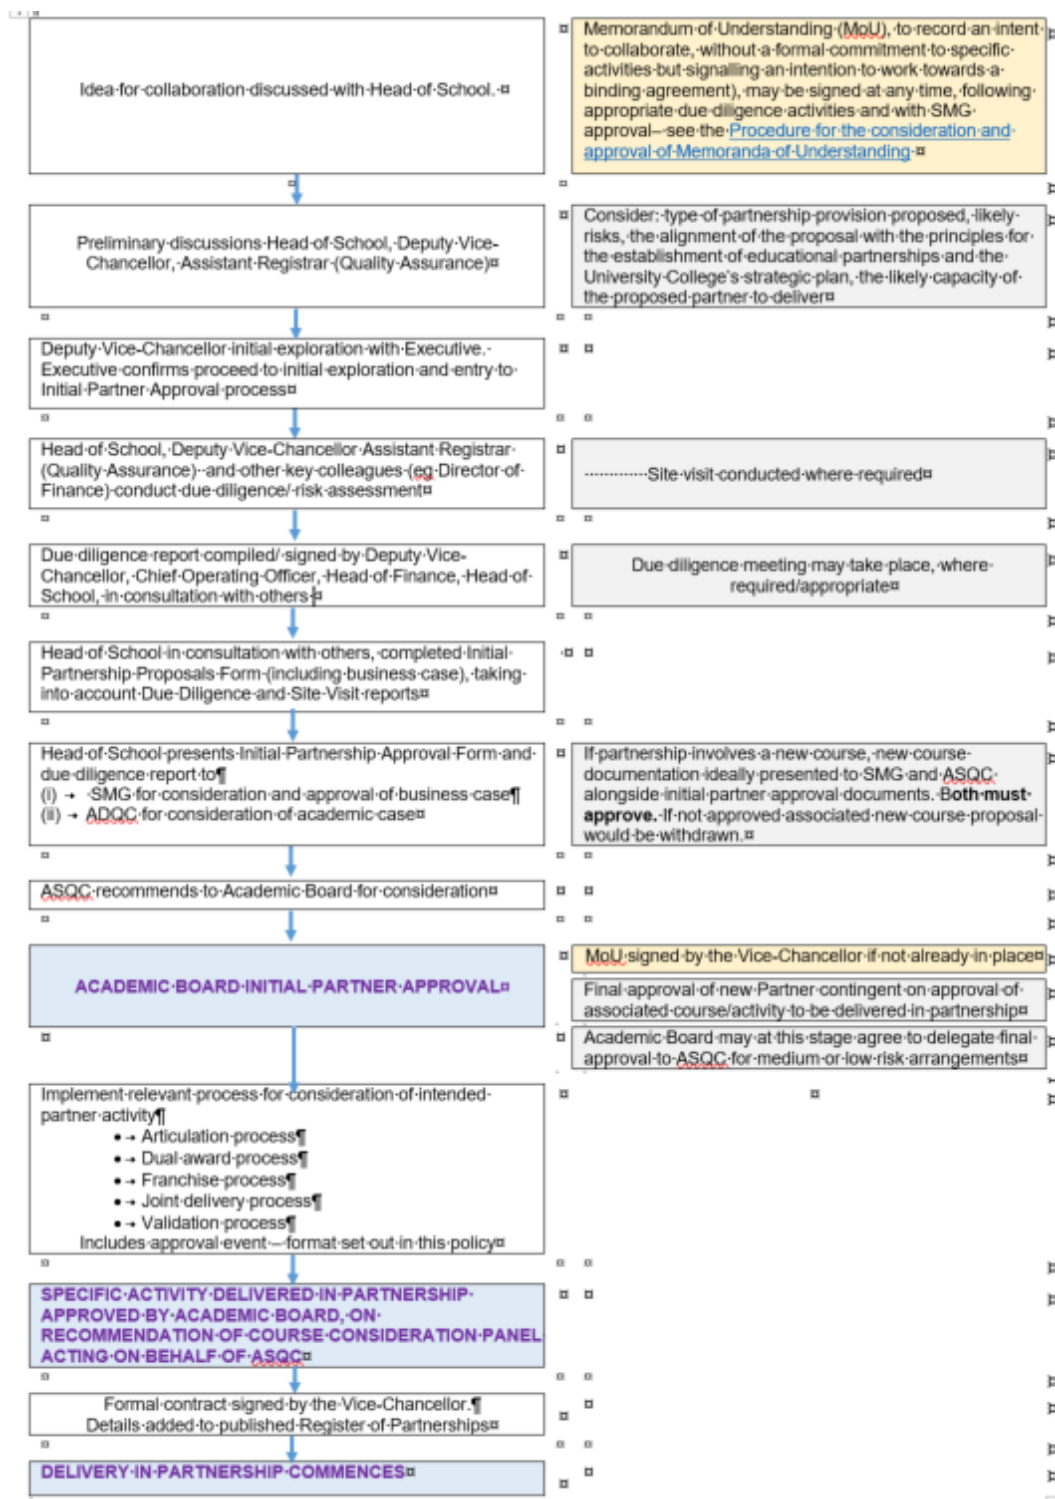 Idea for collaboration discussed with Head of School.
Memorandum of Understanding (MoU), to record an intent
to collaborate, without a formal commitment to specific
activities but signalling an intention to work towards a
binding agreement), may be signed at any time, following
appropriate due diligence activities and with SMG
approval– see the Procedure for the consideration and
approval of Memoranda of Understanding
Preliminary discussions Head of School, Deputy Vice-
Chancellor, Assistant Registrar (Quality Assurance)
Consider: type of partnership provision proposed, likely
risks, the alignment of the proposal with the principles for
the establishment of educational partnerships and the
University College's strategic plan, the likely capacity of
the proposed partner to deliver
Deputy Vice-Chancellor initial exploration with Executive.
Executive confirms proceed to initial exploration and entry to
Initial Partner Approval process
Head of School, Deputy Vice-Chancellor Assistant Registrar
(Quality Assurance) and other key colleagues (eg Director of
Finance) conduct due diligence/ risk assessment
Site visit conducted where required
Due diligence report compiled/ signed by Deputy Vice-
Chancellor, Chief Operating Officer, Head of Finance, Head of
School, in consultation with others
Due diligence meeting may take place, where
required/appropriate
Head of School in consultation with others, completed Initial
Partnership Proposals Form (including business case), taking
into account Due Diligence and Site Visit reports
Head of School presents Initial Partnership Approval Form and
due diligence report to
(i) SMG for consideration and approval of business case
(ii) ADQC for consideration of academic case
If partnership involves a new course, new course
documentation ideally presented to SMG and ASQC
alongside initial partner approval documents. Both must
approve. If not approved associated new course proposal
would be withdrawn.
ASQC recommends to Academic Board for consideration
ACADEMIC BOARD INITIAL PARTNER APPROVAL
MoU signed by the Vice-Chancellor if not already in place
Final approval of new Partner contingent on approval of
associated course/activity to be delivered in partnership
Academic Board may at this stage agree to delegate final
approval to ASQC for medium or low risk arrangements
Implement relevant process for consideration of intended
partner activity
• Articulation process
• Dual award process
• Franchise process
• Joint delivery process
• Validation process
Includes approval event – format set out in this policy
SPECIFIC ACTIVITY DELIVERED IN PARTNERSHIP
APPROVED BY ACADEMIC BOARD, ON
RECOMMENDATION OF COURSE CONSIDERATION PANEL
ACTING ON BEHALF OF ASQC
Formal contract signed by the Vice-Chancellor.
Details added to published Register of Partnerships
DELIVERY IN PARTNERSHIP COMMENCES